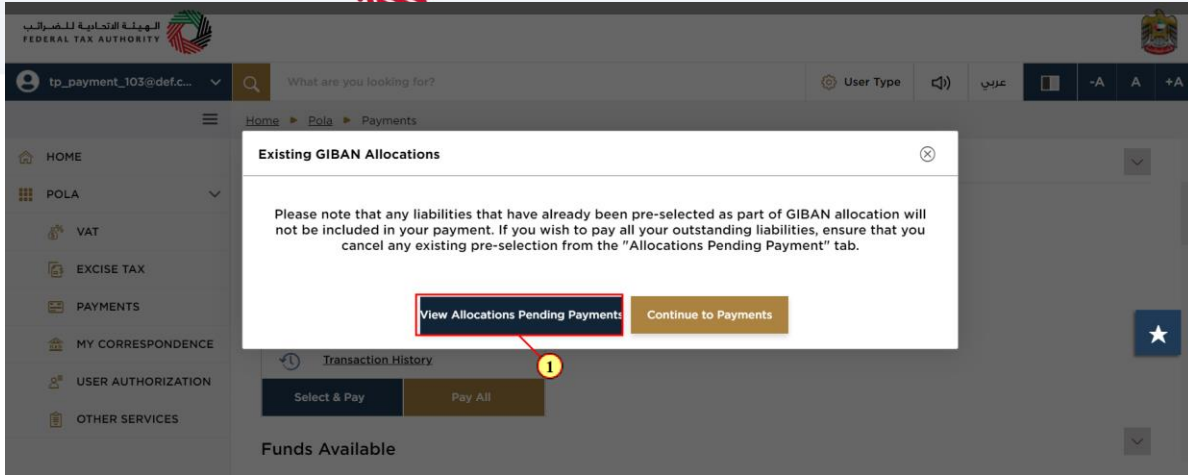 الهيئة الاتحادية للضرائب
FEDERAL TAX AUTHORITY
tp_payment_103@def.c...
What are you looking for?
User Type
عربي
-A
A
+A
Home ▸ Pola ▸ Payments
HOME
POLA
VAT
EXCISE TAX
PAYMENTS
MY CORRESPONDENCE
USER AUTHORIZATION
OTHER SERVICES
Existing GIBAN Allocations
Please note that any liabilities that have already been pre-selected as part of GIBAN allocation will
not be included in your payment. If you wish to pay all your outstanding liabilities, ensure that you
cancel any existing pre-selection from the "Allocations Pending Payment" tab.
View Allocations Pending Payments
Continue to Payments
1
Transaction History
Select & Pay
Pay All
Funds Available